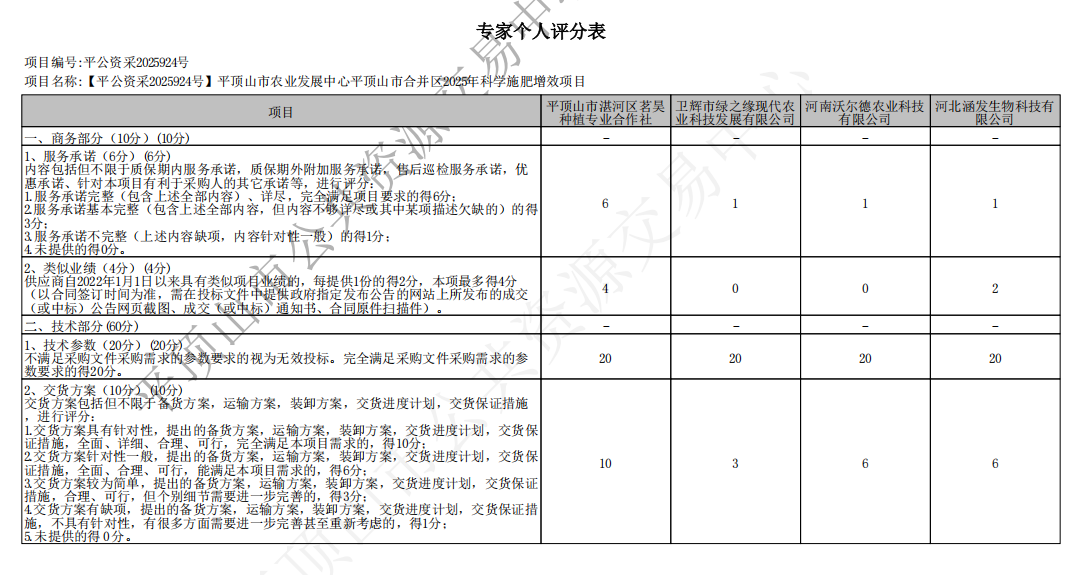 专家个人评分表
项目编号:平公资采2025924号
项目名称:【平公资采2025924号】平顶山市农业发展中心平顶山市合并区2025年科学施肥增效项目
项目
平顶山市湛河区茗昊
种植专业合作社
卫辉市绿之缘现代农
业科技发展有限公司
河南沃尔德农业科技
有限公司
河北涵发生物科技有
限公司
一、商务部分（10分）(10分)
–
–
–
–
1、服务承诺（6分）(6分)
内容包括但不限于质保期内服务承诺，质保期外附加服务承诺，售后巡检服务承诺，优
惠承诺、针对本项目有利于采购人的其它承诺等，进行评分：
1.服务承诺完整（包含上述全部内容）、详尽，完全满足项目要求的得6分；
2.服务承诺基本完整（包含上述全部内容，但内容不够详尽或其中某项描述欠缺的）的得
3分；
3.服务承诺不完整（上述内容缺项，内容针对性一般）的得1分；
4.未提供的得0分。
6
1
1
1
2、类似业绩（4分）(4分)
供应商自2022年1月1日以来具有类似项目业绩的，每提供1份的得2分，本项最多得4分
（以合同签订时间为准，需在投标文件中提供政府指定发布公告的网站上所发布的成交
（或中标）公告网页截图、成交（或中标）通知书、合同原件扫描件）。
4
0
0
2
二、技术部分(60分)
–
–
–
–
1、技术参数（20分）(20分)
不满足采购文件采购需求的参数要求的视为无效投标。完全满足采购文件采购需求的参
数要求的得20分。
20
20
20
20
2、交货方案（10分）(10分)
交货方案包括但不限于备货方案，运输方案，装卸方案，交货进度计划，交货保证措施
，进行评分：
1.交货方案具有针对性，提出的备货方案，运输方案，装卸方案，交货进度计划，交货保
证措施，全面、详细、合理、可行，完全满足本项目需求的，得10分；
2.交货方案针对性一般，提出的备货方案，运输方案，装卸方案，交货进度计划，交货保
证措施，全面、合理、可行，能满足本项目需求的，得6分；
3.交货方案较为简单，提出的备货方案，运输方案，装卸方案，交货进度计划，交货保证
措施，合理、可行，但个别细节需要进一步完善的，得3分；
4.交货方案有缺项，提出的备货方案，运输方案，装卸方案，交货进度计划，交货保证措
施，不具有针对性，有很多方面需要进一步完善甚至重新考虑的，得1分；
5.未提供的得０分。
10
3
6
6
平顶山市公共资源交易中心
平顶山市公共资源交易中心